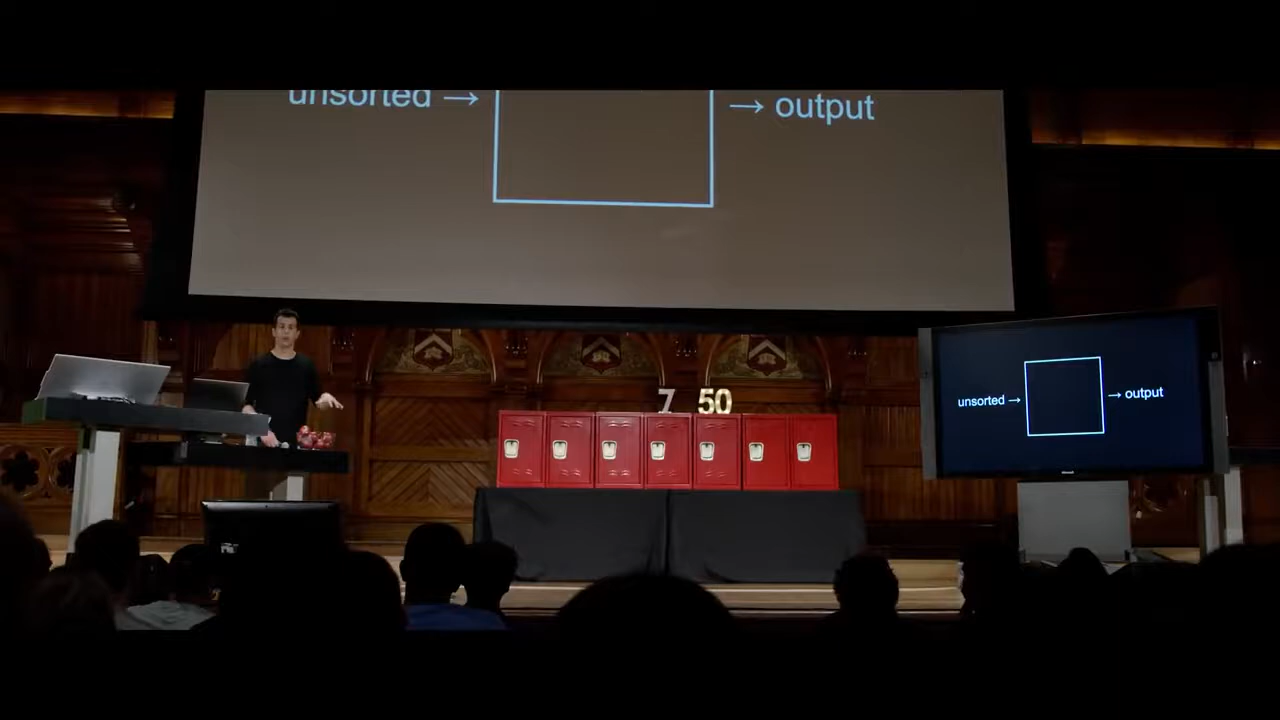 unsorted → → output
7 50
unsorted → → output